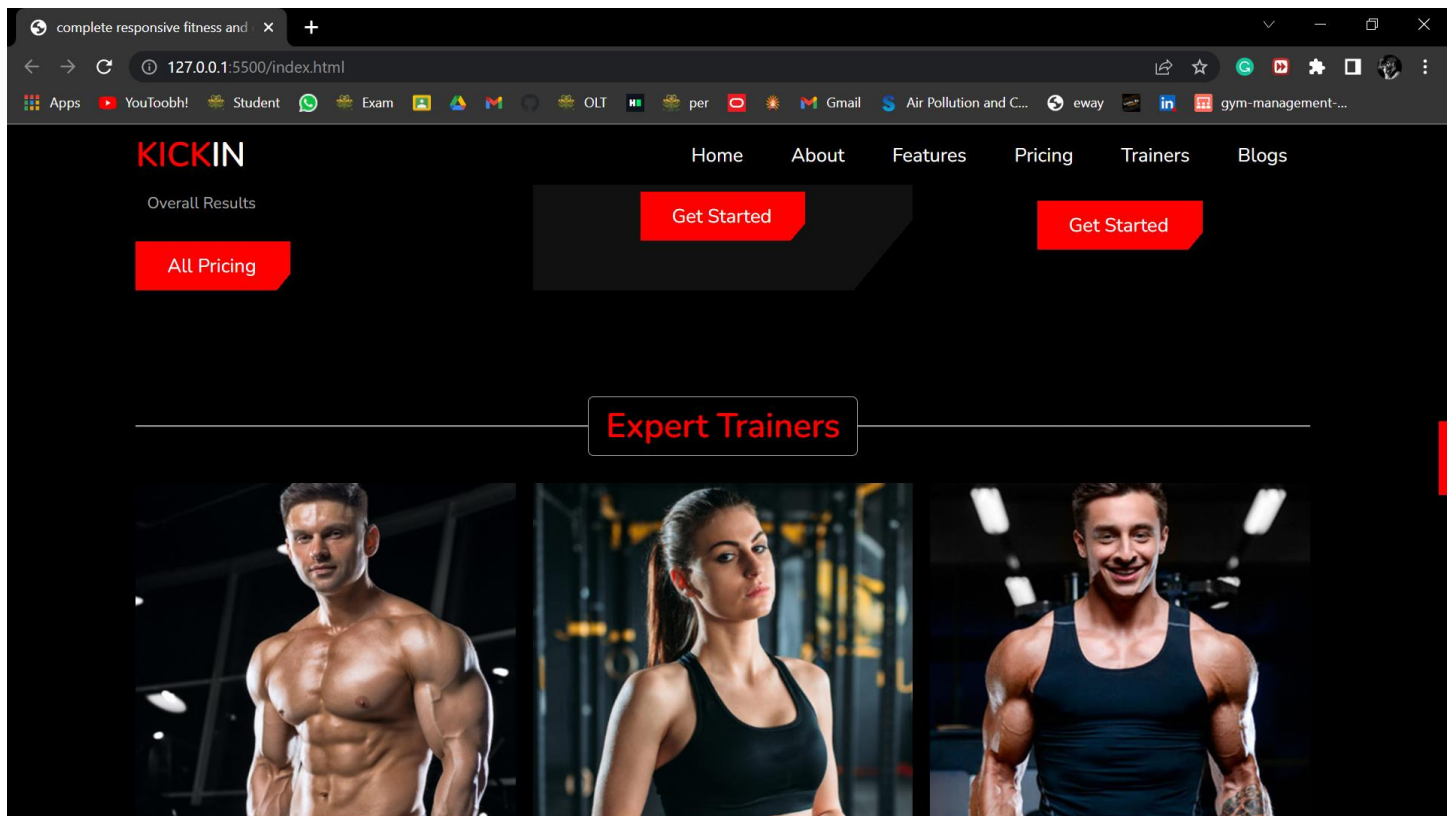 complete responsive fitness and
127.0.0.1:5500/index.html
Apps YouToobh! Student Exam OLT per Gmail Air Pollution and C... eway in gym-management-...
KICKIN Home About Features Pricing Trainers Blogs
Overall Results
Get Started
Get Started
All Pricing
Expert Trainers